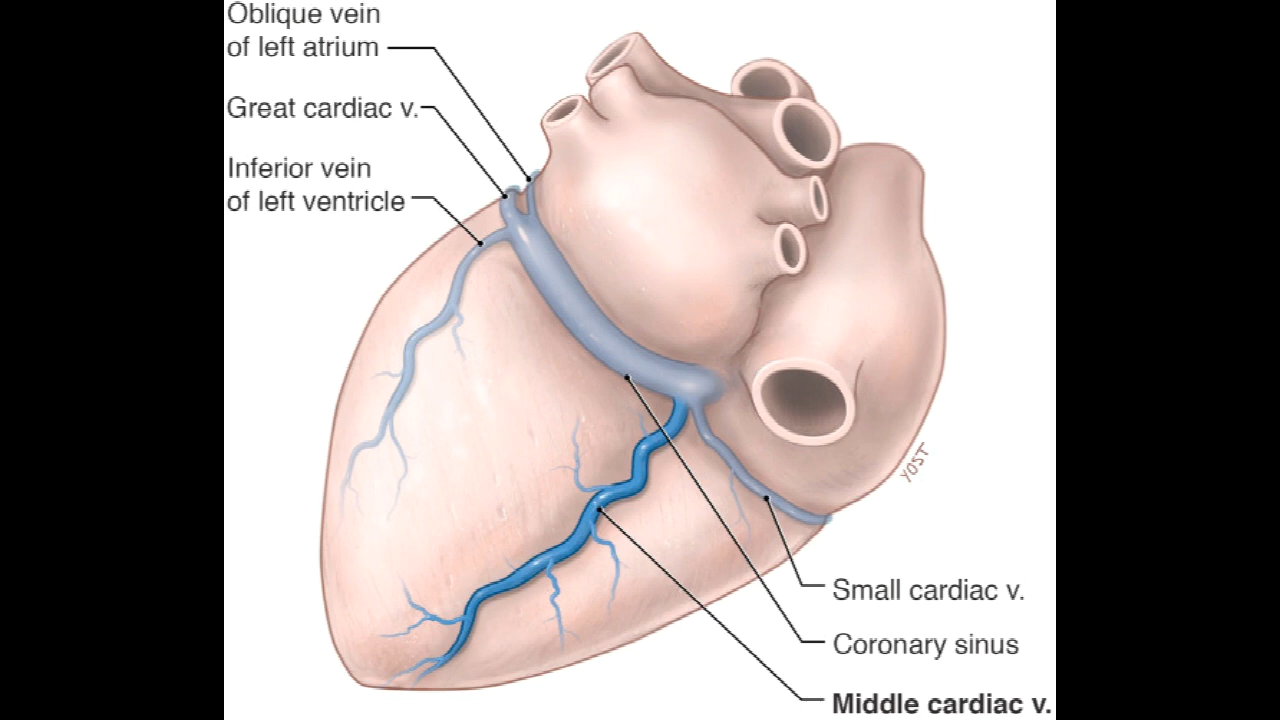 Oblique vein
of left atrium
Great cardiac v.
Inferior vein
of left ventricle
YOST
Small cardiac v.
Coronary sinus
Middle cardiac v.